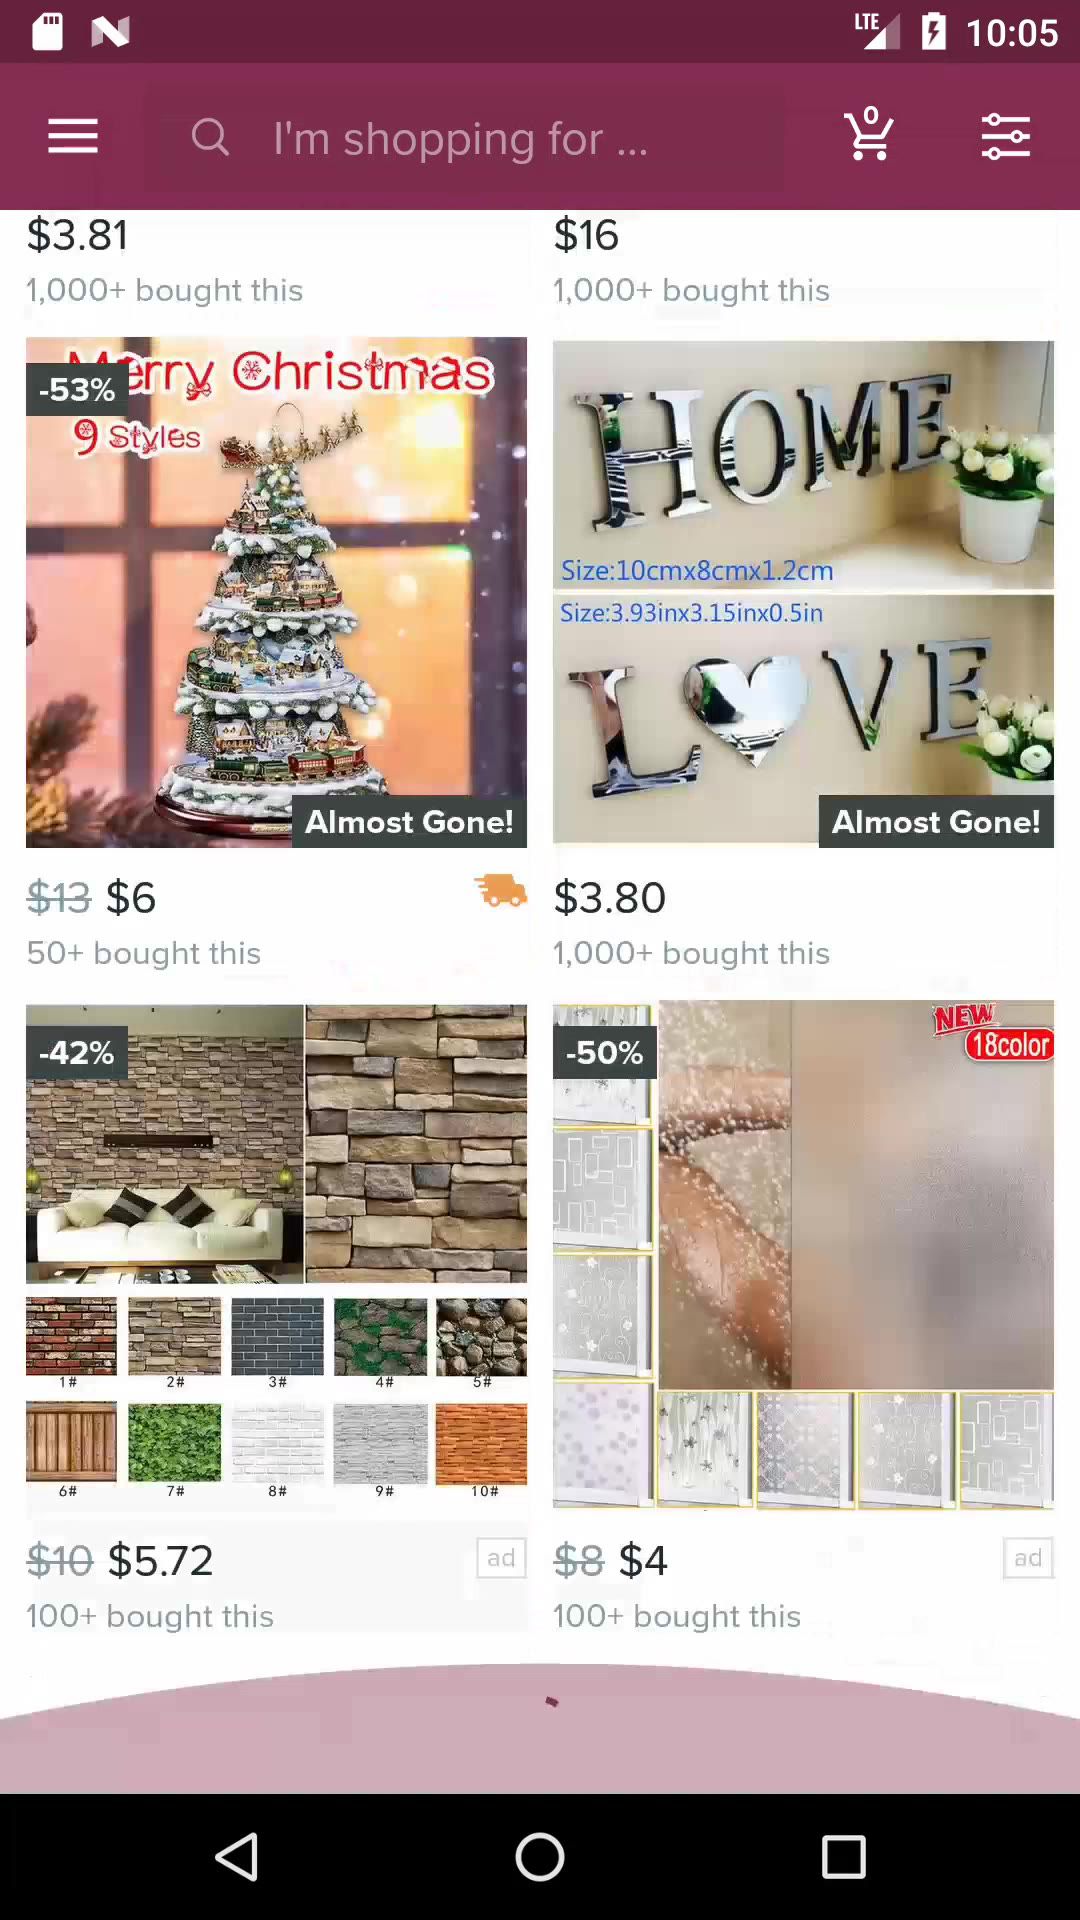 LTE 10:05
I'm shopping for ...
0
$3.81
1,000+ bought this
$16
1,000+ bought this
Merry Christmas
-53%
9 Styles
Almost Gone!
HOME
Size:10cmx8cmx1.2cm
Size:3.93inx3.15inx0.5in
L VE
Almost Gone!
$13 $6
50+ bought this
$3.80
1,000+ bought this
-42%
1# 2# 3# 4# 5#
6# 7# 8# 9# 10#
-50%
NEW
18color
$10 $5.72
ad
100+ bought this
$8 $4
ad
100+ bought this